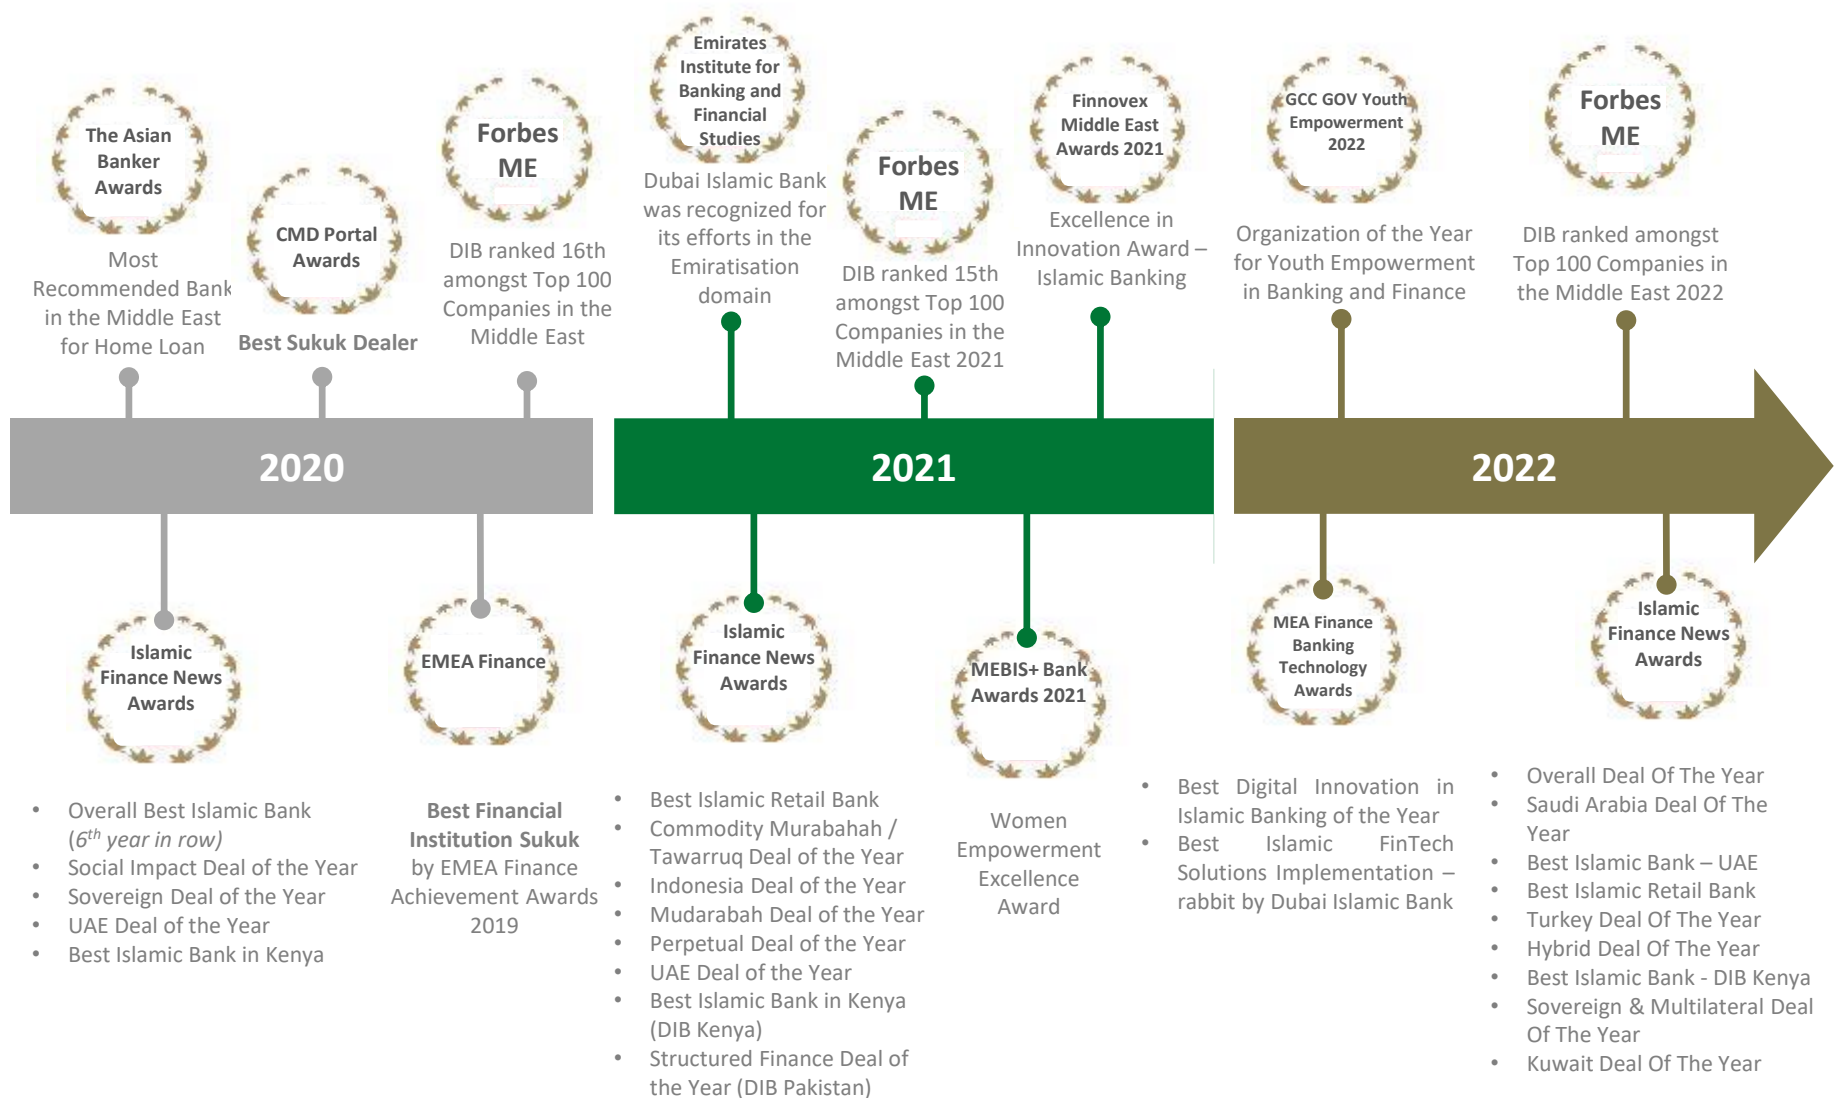 The Asian
Banker
Awards
Most
Recommended Bank
in the Middle East
for Home Loan
CMD Portal
Awards
Best Sukuk Dealer
Forbes
ME
DIB ranked 16th
amongst Top 100
Companies in the
Middle East
Emirates
Institute for
Banking and
Financial
Studies
Dubai Islamic Bank
was recognized for
its efforts in the
Emiratisation
domain
Forbes
ME
DIB ranked 15th
amongst Top 100
Companies in the
Middle East 2021
Finnovex
Middle East
Awards 2021
Excellence in
Innovation Award –
Islamic Banking
GCC GOV Youth
Empowerment
2022
Organization of the Year
for Youth Empowerment
in Banking and Finance
Forbes
ME
DIB ranked amongst
Top 100 Companies in
the Middle East 2022
2020
2021
2022
Islamic
Finance News
Awards
• Overall Best Islamic Bank
(6th year in row)
• Social Impact Deal of the Year
• Sovereign Deal of the Year
• UAE Deal of the Year
• Best Islamic Bank in Kenya
EMEA Finance
Best Financial
Institution Sukuk
by EMEA Finance
Achievement Awards
2019
Islamic
Finance News
Awards
• Best Islamic Retail Bank
• Commodity Murabahah /
Tawarruq Deal of the Year
• Indonesia Deal of the Year
• Mudarabah Deal of the Year
• Perpetual Deal of the Year
• UAE Deal of the Year
• Best Islamic Bank in Kenya
(DIB Kenya)
• Structured Finance Deal of
the Year (DIB Pakistan)
MEBIS+ Bank
Awards 2021
Women
Empowerment
Excellence
Award
MEA Finance
Banking
Technology
Awards
• Best Digital Innovation in
Islamic Banking of the Year
• Best Islamic FinTech
Solutions Implementation –
rabbit by Dubai Islamic Bank
Islamic
Finance News
Awards
• Overall Deal Of The Year
• Saudi Arabia Deal Of The
Year
• Best Islamic Bank – UAE
• Best Islamic Retail Bank
• Turkey Deal Of The Year
• Hybrid Deal Of The Year
• Best Islamic Bank - DIB Kenya
• Sovereign & Multilateral Deal
Of The Year
• Kuwait Deal Of The Year